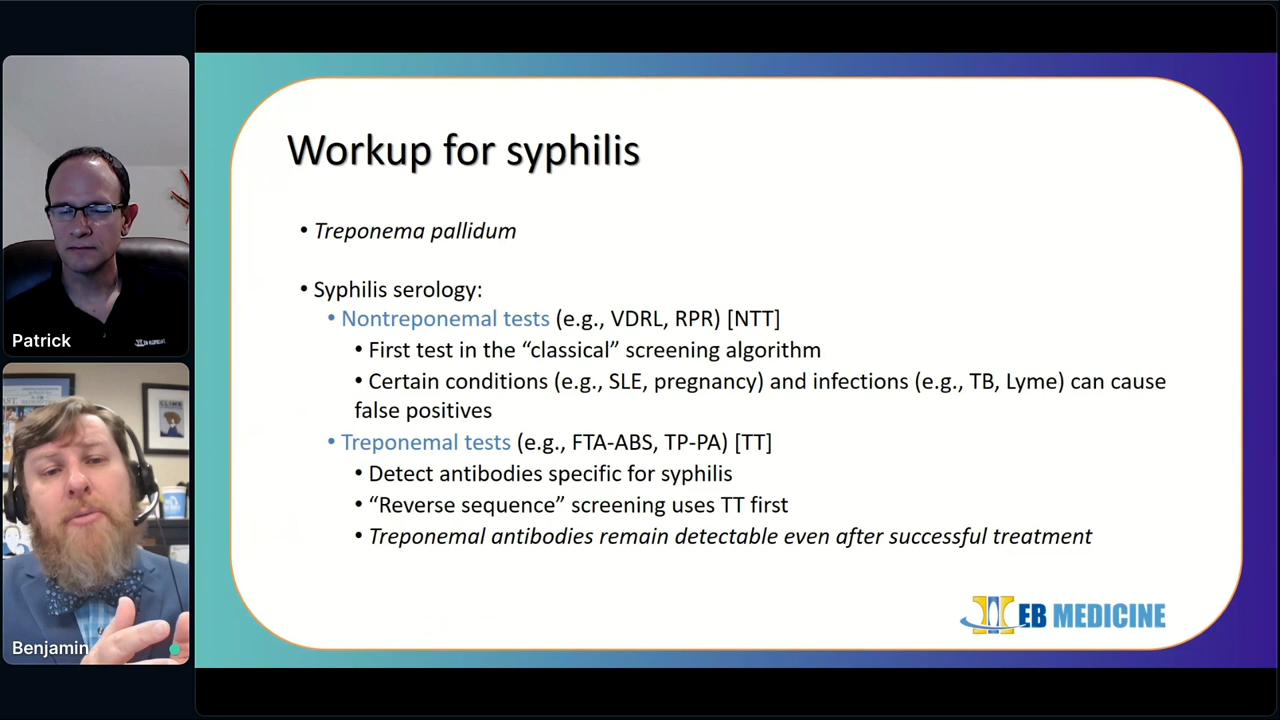 Workup for syphilis
• Treponema pallidum
• Syphilis serology:
• Nontreponemal tests (e.g., VDRL, RPR) [NTT]
• First test in the “classical” screening algorithm
• Certain conditions (e.g., SLE, pregnancy) and infections (e.g., TB, Lyme) can cause
false positives
• Treponemal tests (e.g., FTA-ABS, TP-PA) [TT]
• Detect antibodies specific for syphilis
• “Reverse sequence” screening uses TT first
• Treponemal antibodies remain detectable even after successful treatment
EB MEDICINE
Patrick
Benjamin